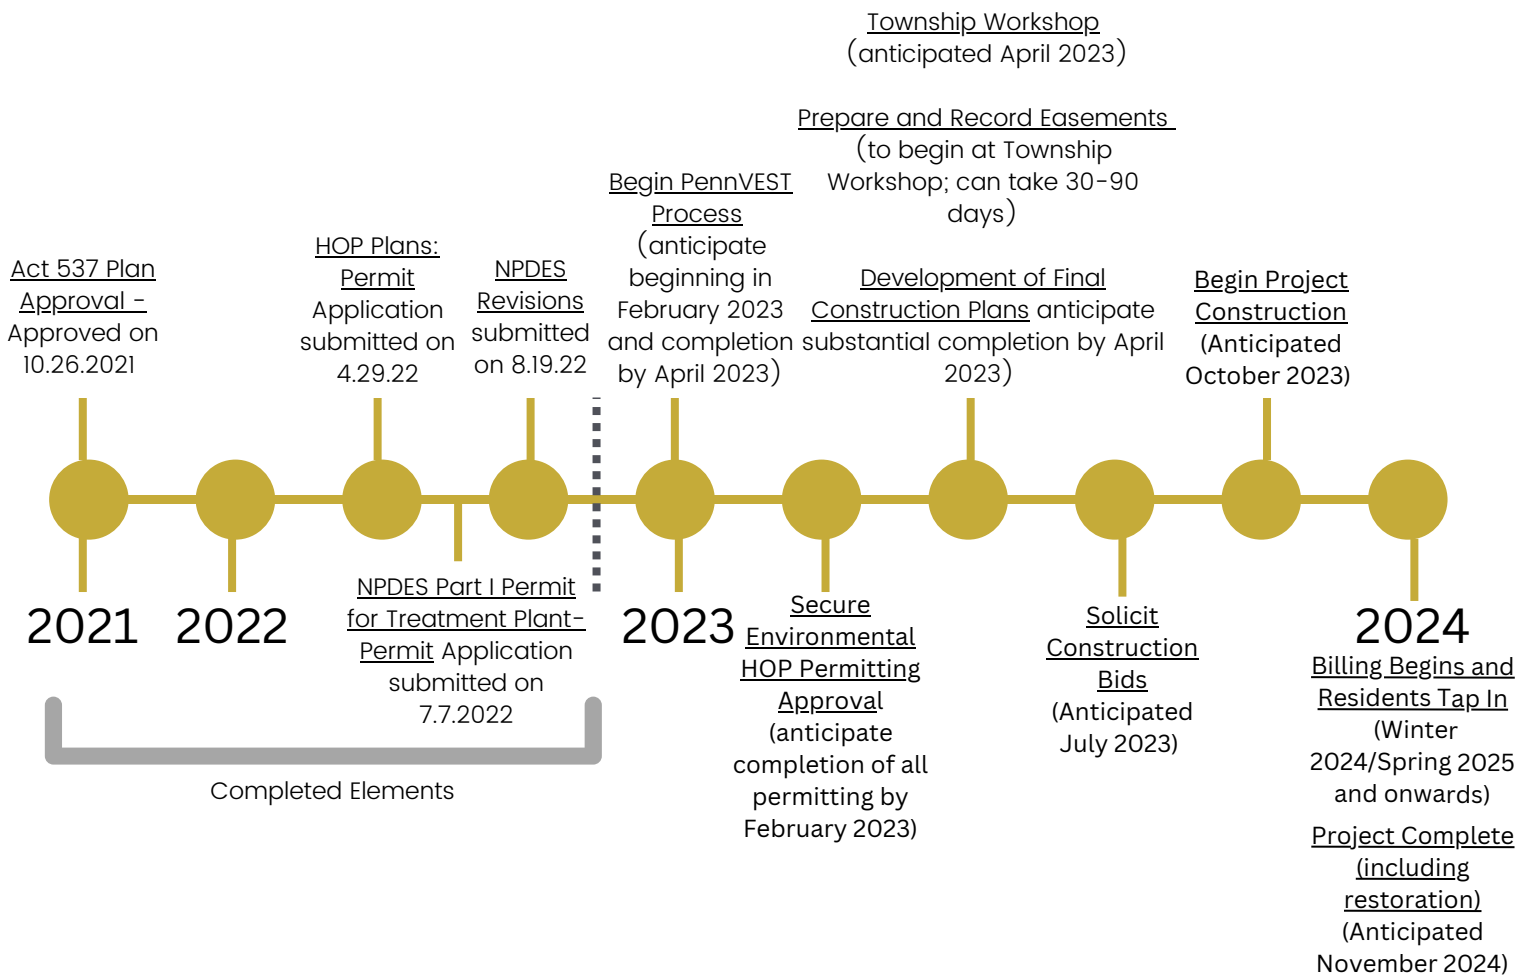 Township Workshop
(anticipated April 2023)
Prepare and Record Easements
(to begin at Township
Workshop; can take 30-90
days)
Development of Final
Construction Plans anticipate
substantial completion by April
2023)
Act 537 Plan
Approval -
Approved on
10.26.2021
HOP Plans:
Permit
Application
submitted on
4.29.22
NPDES
Revisions
submitted
on 8.19.22
Begin PennVEST
Process
(anticipate
beginning in
February 2023
and completion
by April 2023)
Begin Project
Construction
(Anticipated
October 2023)
2021
2022
NPDES Part I Permit
for Treatment Plant-
Permit Application
submitted on
7.7.2022
Completed Elements
2023
Secure
Environmental
HOP Permitting
Approval
(anticipate
completion of all
permitting by
February 2023)
Solicit
Construction
Bids
(Anticipated
July 2023)
2024
Billing Begins and
Residents Tap In
(Winter
2024/Spring 2025
and onwards)
Project Complete
(including
restoration)
(Anticipated
November 2024)